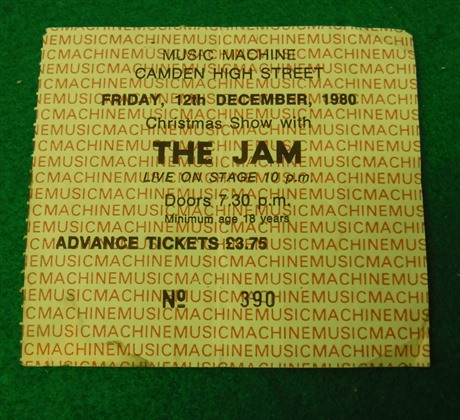 MUSIC MACHINE
CAMDEN HIGH STREET
FRIDAY, 12th DECEMBER, 1980
Christmas Show with
THE JAM
LIVE ON STAGE 10 p.m.
Doors 7.30 p.m.
Minimum age 18 years
ADVANCE TICKETS £3.75
Nº 390